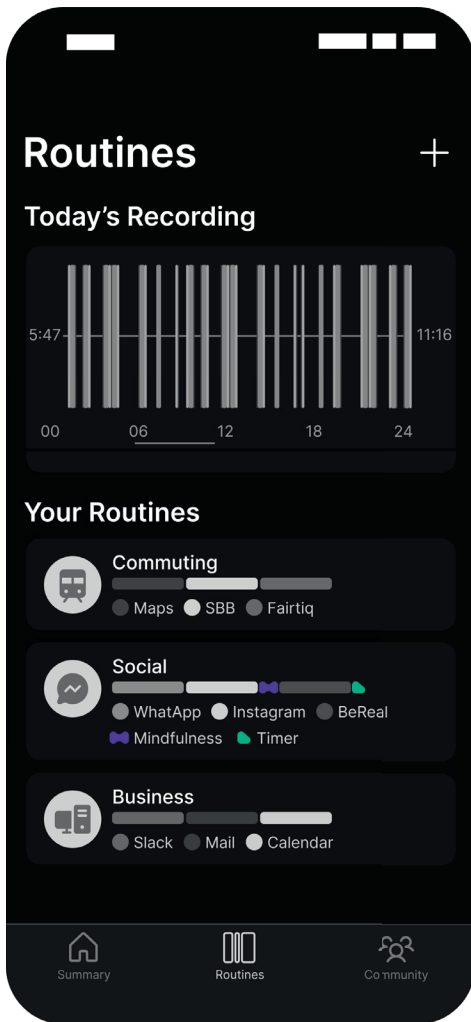 Routines
Today’s Recording
5:47 11:16
00 06 12 18 24
Your Routines
Commuting
Maps SBB Fairtiq
Social
WhatApp Instagram BeReal
Mindfulness Timer
Business
Slack Mail Calendar
Summary Routines Community